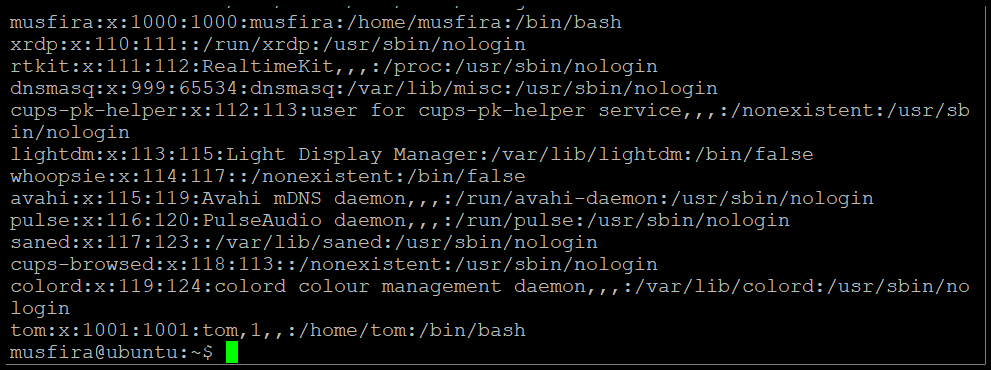 musfira:x:1000:1000:musfira:/home/musfira:/bin/bash
xrdp:x:110:111::/run/xrdp:/usr/sbin/nologin
rtkit:x:111:112:RealtimeKit,,,:/proc:/usr/sbin/nologin
dnsmasq:x:999:65534:dnsmasq:/var/lib/misc:/usr/sbin/nologin
cups-pk-helper:x:112:113:user for cups-pk-helper service,,,:/nonexistent:/usr/sb
in/nologin
lightdm:x:113:115:Light Display Manager:/var/lib/lightdm:/bin/false
whoopsie:x:114:117::/nonexistent:/bin/false
avahi:x:115:119:Avahi mDNS daemon,,,:/run/avahi-daemon:/usr/sbin/nologin
pulse:x:116:120:PulseAudio daemon,,,:/run/pulse:/usr/sbin/nologin
saned:x:117:123::/var/lib/saned:/usr/sbin/nologin
cups-browsed:x:118:113::/nonexistent:/usr/sbin/nologin
colord:x:119:124:colord colour management daemon,,,:/var/lib/colord:/usr/sbin/no
login
tom:x:1001:1001:tom,1,,:/home/tom:/bin/bash
musfira@ubuntu:~$